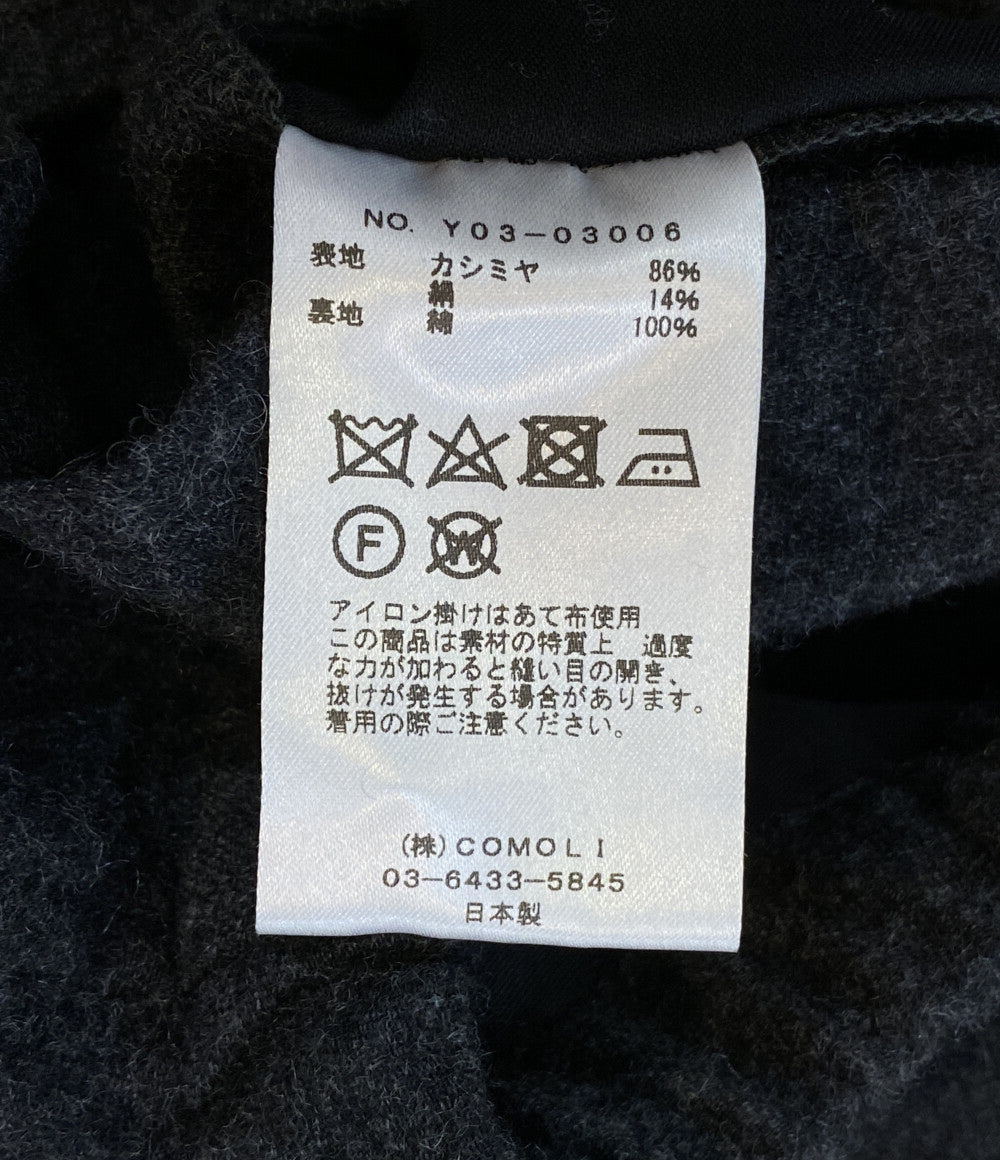 NO. Y03-03006
表地 カシミヤ 86%
絹 14%
裏地 綿 100%
F
W
アイロン掛けはあて布使用
この商品は素材の特質上 過度
な力が加わると縫い目の開き、
抜けが発生する場合があります。
着用の際ご注意ください。
(株)COMOLI
03-6433-5845
日本製